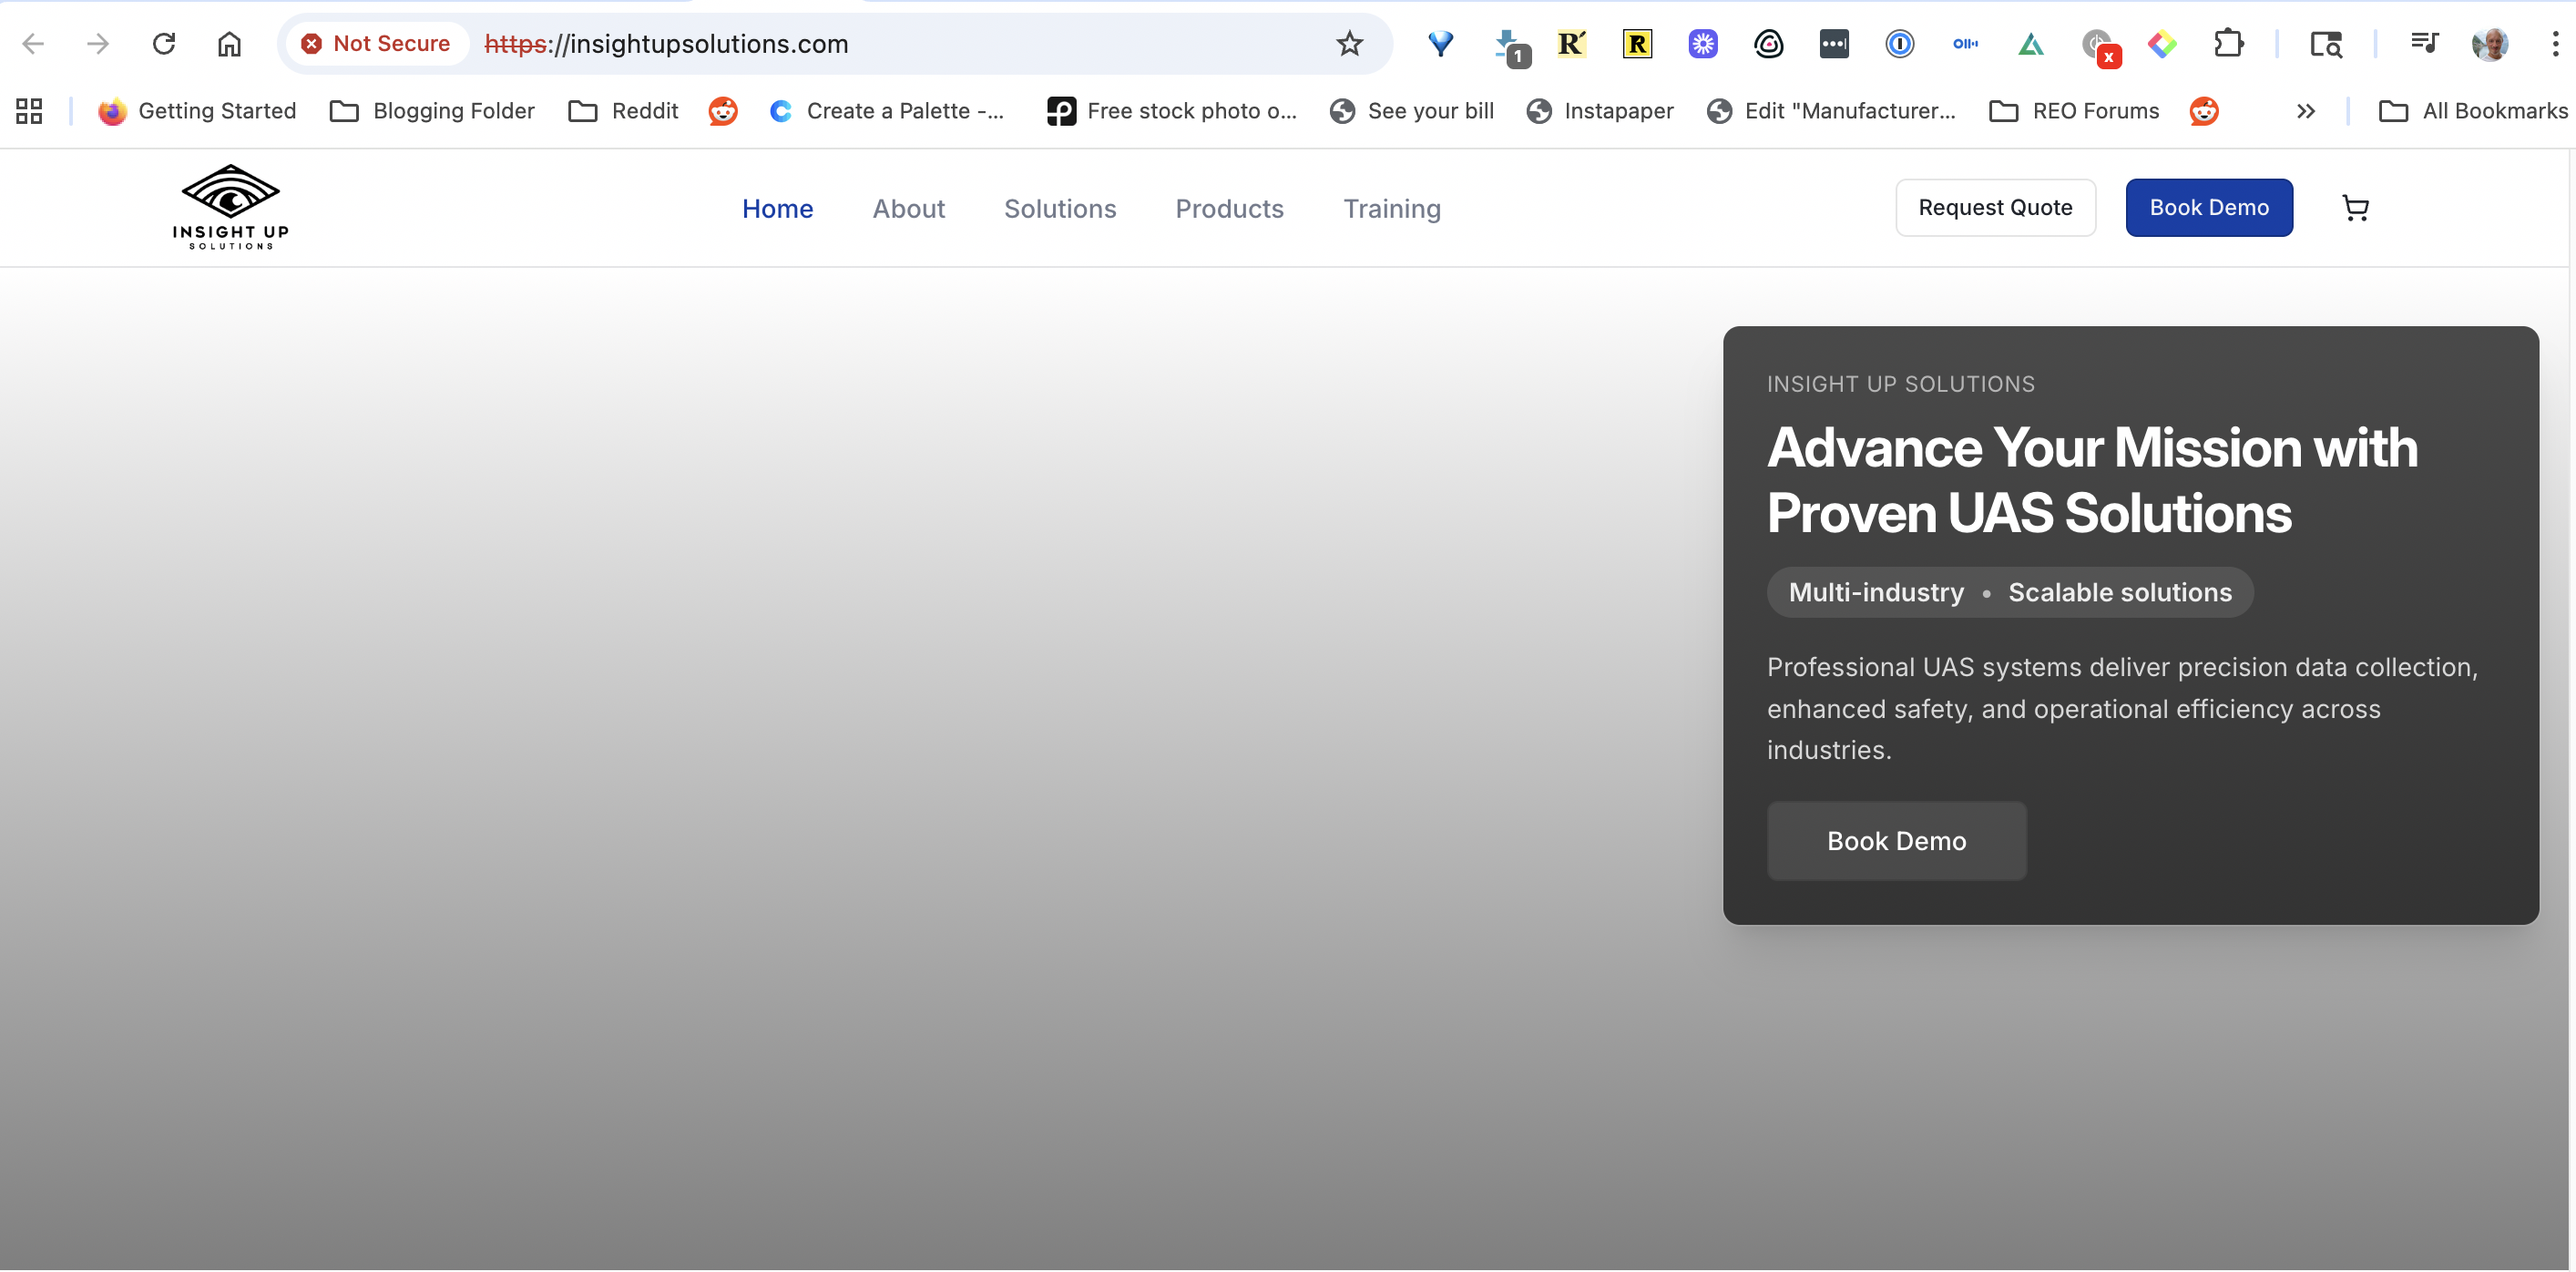 Not Secure https://insightupsolutions.com
1
x
Getting Started Blogging Folder Reddit Create a Palette -... Free stock photo o... See your bill Instapaper Edit "Manufacturer... REO Forums All Bookmarks
INSIGHT UP
SOLUTIONS
Home About Solutions Products Training Request Quote Book Demo
INSIGHT UP SOLUTIONS
Advance Your Mission with
Proven UAS Solutions
Multi-industry • Scalable solutions
Professional UAS systems deliver precision data collection,
enhanced safety, and operational efficiency across
industries.
Book Demo